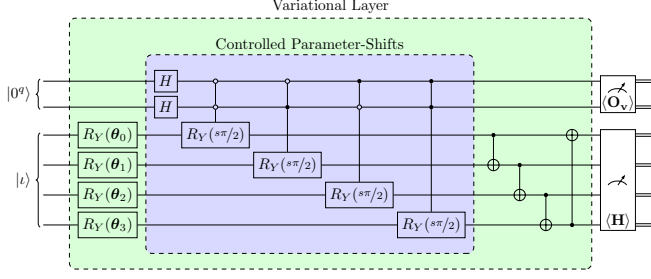 Variational Layer
Controlled Parameter-Shifts
|0^q⟩
H
H
⟨O_v⟩
|ι⟩
R_Y(θ_0) R_Y(sπ/2)
R_Y(θ_1) R_Y(sπ/2)
R_Y(θ_2) R_Y(sπ/2)
R_Y(θ_3) R_Y(sπ/2)
⟨H⟩